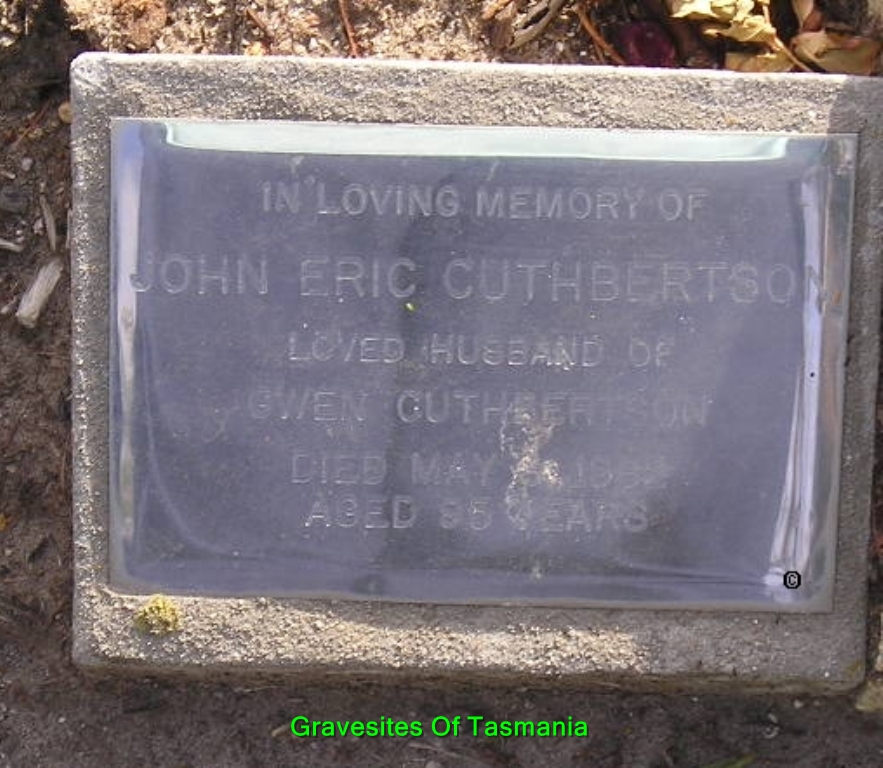 IN LOVING MEMORY OF
JOHN ERIC CUTHBERTSON
LOVED HUSBAND OF
GWEN CUTHBERTSON
DIED MAY
AGED YEARS
©
Gravesites Of Tasmania